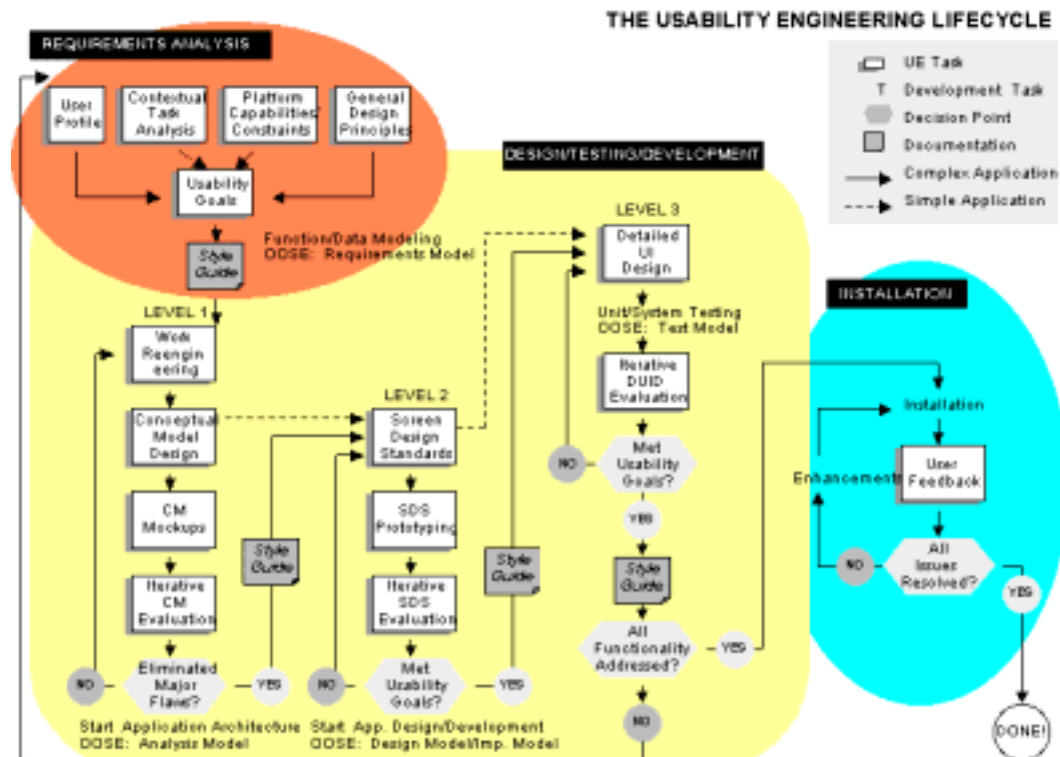 THE USABILITY ENGINEERING LIFECYCLE
REQUIREMENTS ANALYSIS
UE Task
T Development Task
Decision Point
Documentation
Complex Application
Simple Application
User
Profile
Contextual
Task
Analysis
Platform
Capabilities/
Constraints
General
Design
Principles
Usability
Goals
Style
Guide
Function/Data Modeling
OOSE: Requirements Model
DESIGN/TESTING/DEVELOPMENT
LEVEL 1
Work
Reengin
eering
Conceptual
Model
Design
CM
Mockups
Iterative
CM
Evaluation
Eliminated
Major
Flaws?
NO
YES
Style
Guide
Start Application Architecture
OOSE: Analysis Model
LEVEL 2
Screen
Design
Standards
SDS
Prototyping
Iterative
SDS
Evaluation
Met
Usability
Goals?
NO
YES
Style
Guide
Start App. Design/Development
OOSE: Design Model/Imp. Model
LEVEL 3
Detailed
UI
Design
Unit/System Testing
OOSE: Test Model
Iterative
DUID
Evaluation
Met
Usability
Goals?
NO
YES
Style
Guide
All
Functionality
Addressed?
YES
NO
INSTALLATION
Installation
User
Feedback
Enhancements
All
Issues
Resolved?
NO
YES
DONE!